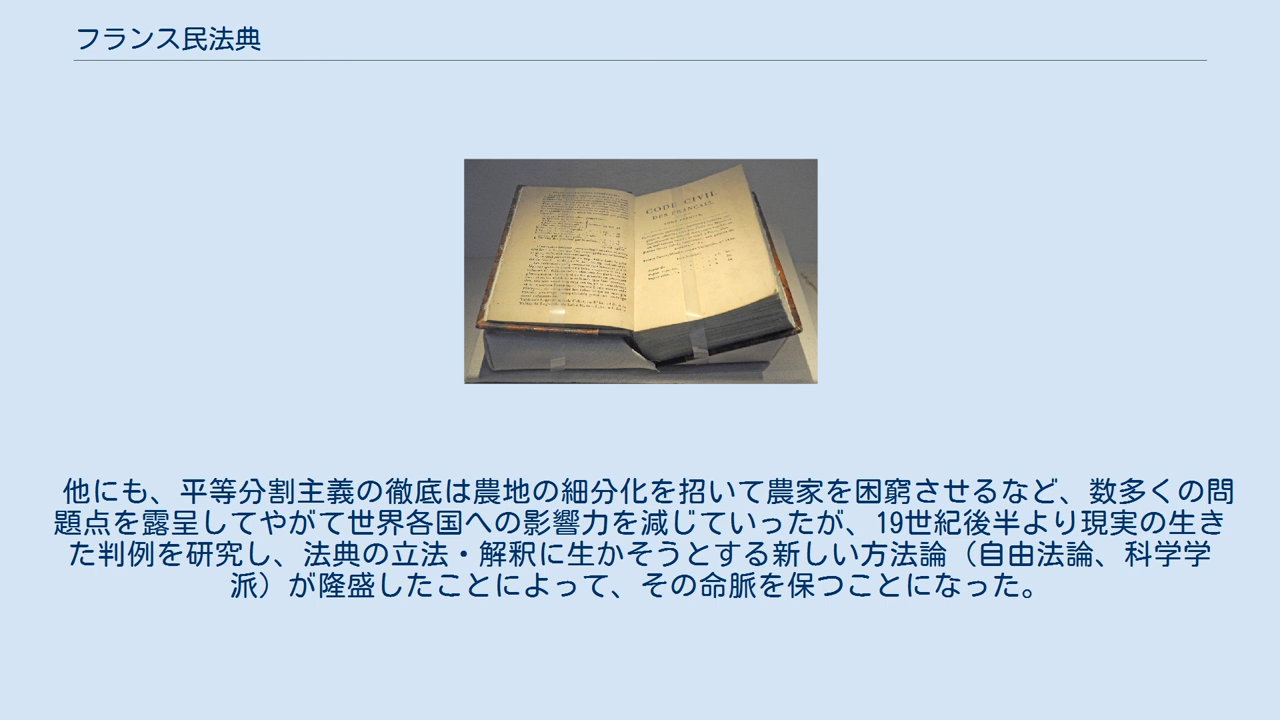 フランス民法典
CODE CIVIL
DES FRANÇAIS.
他にも、平等分割主義の徹底は農地の細分化を招いて農家を困窮させるなど、数多くの問
題点を露呈してやがて世界各国への影響力を減じていったが、19世紀後半より現実の生き
た判例を研究し、法典の立法・解釈に生かそうとする新しい方法論（自由法論、科学学
派）が隆盛したことによって、その命脈を保つことになった。